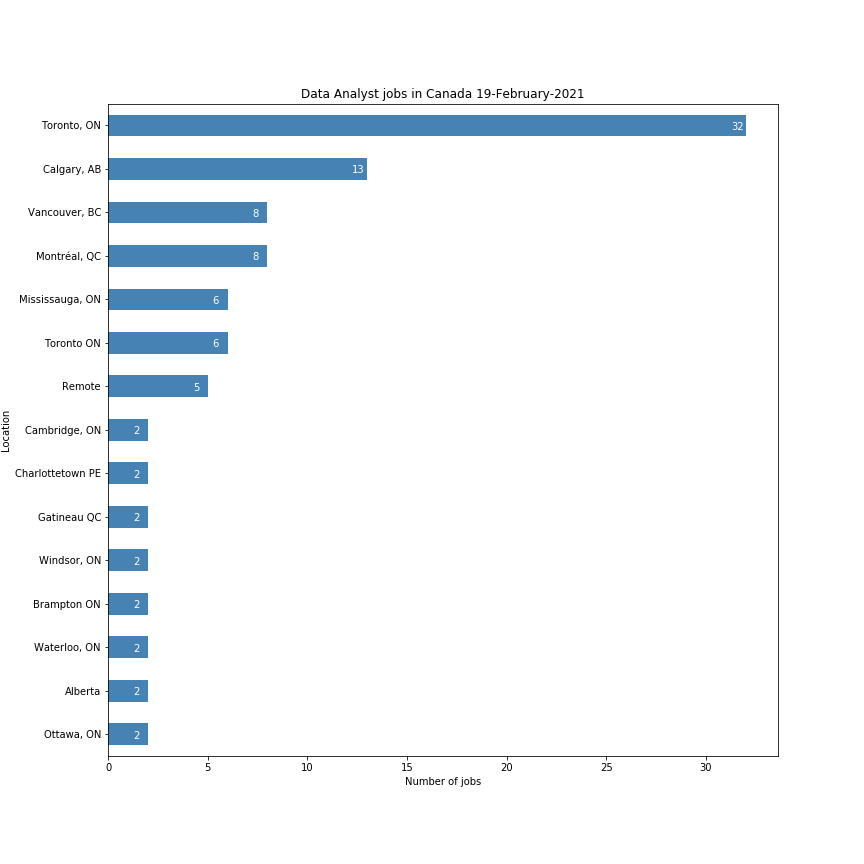 Data Analyst jobs in Canada 19-February-2021
Toronto, ON 32
Calgary, AB 13
Vancouver, BC 8
Montréal, QC 8
Mississauga, ON 6
Toronto ON 6
Remote 5
Cambridge, ON 2
Charlottetown PE 2
Gatineau QC 2
Windsor, ON 2
Brampton ON 2
Waterloo, ON 2
Alberta 2
Ottawa, ON 2
Location
0 5 10 15 20 25 30
Number of jobs